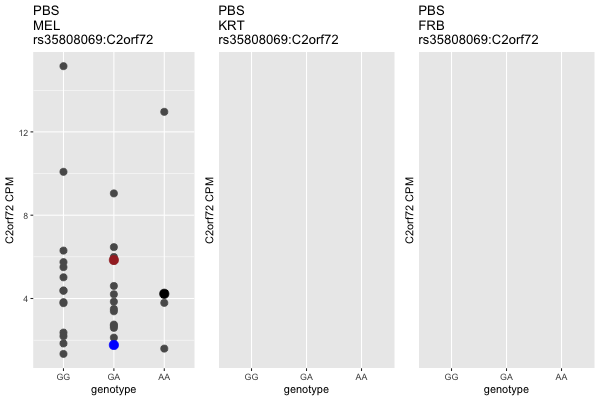 PBS
MEL
rs35808069:C2orf72
PBS
KRT
rs35808069:C2orf72
PBS
FRB
rs35808069:C2orf72
C2orf72 CPM
12
8
4
GG
GA
AA
genotype
C2orf72 CPM
GG
GA
AA
genotype
C2orf72 CPM
GG
GA
AA
genotype